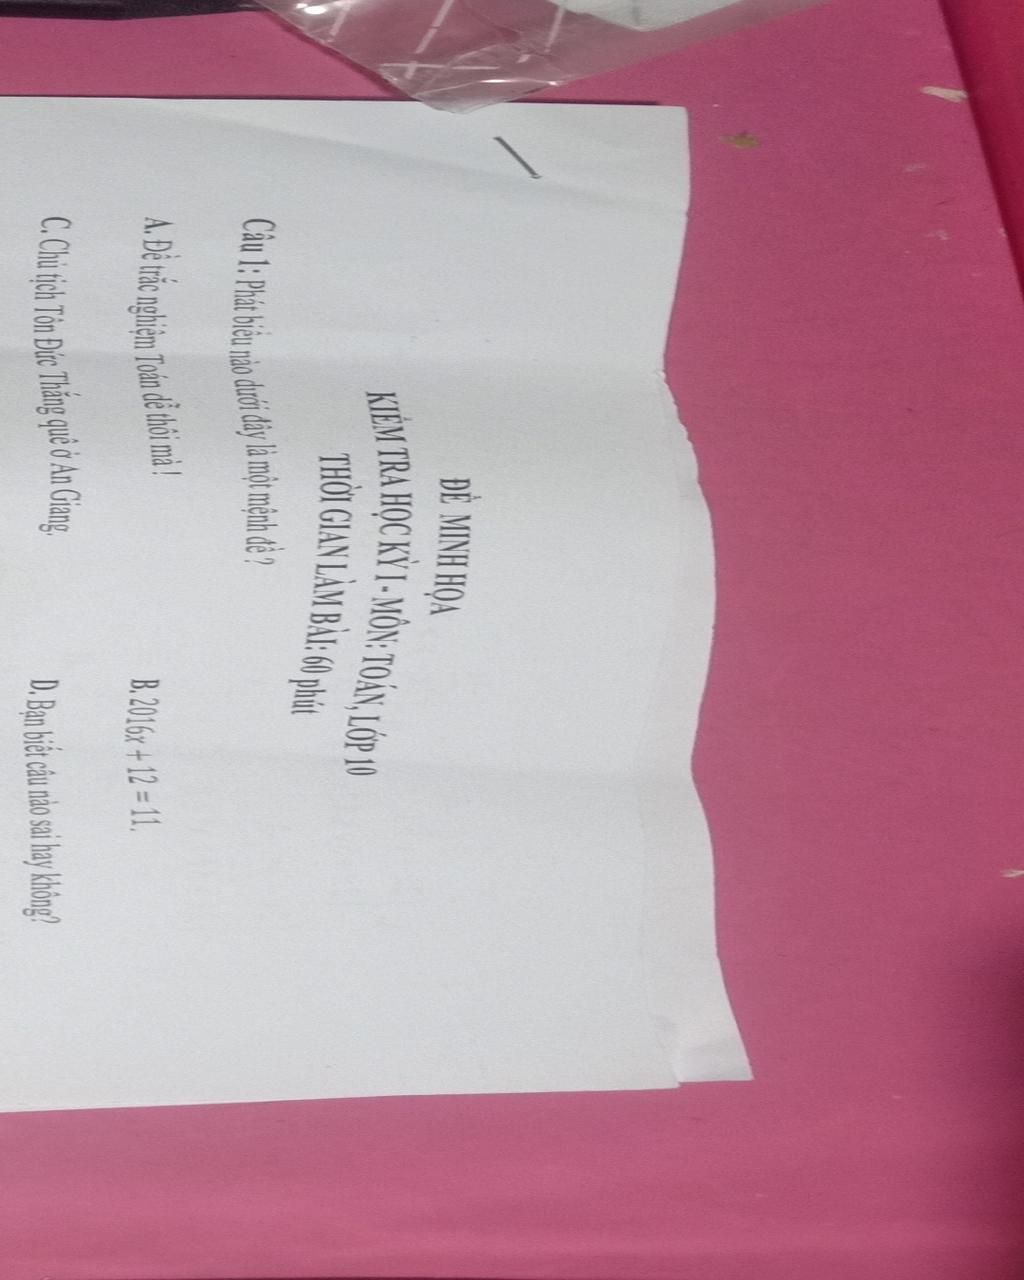 ĐỀ MINH HỌA
KIỂM TRA HỌC KỲ I - MÔN: TOÁN, LỚP 10
THỜI GIAN LÀM BÀI: 60 phút
Câu 1: Phát biểu nào dưới đây là một mệnh đề ?
A. Đề trắc nghiệm Toán dễ thôi mà ! B. 2016x + 12 = 11.
C. Chủ tịch Tôn Đức Thắng quê ở An Giang. D. Bạn biết câu nào sai hay không?